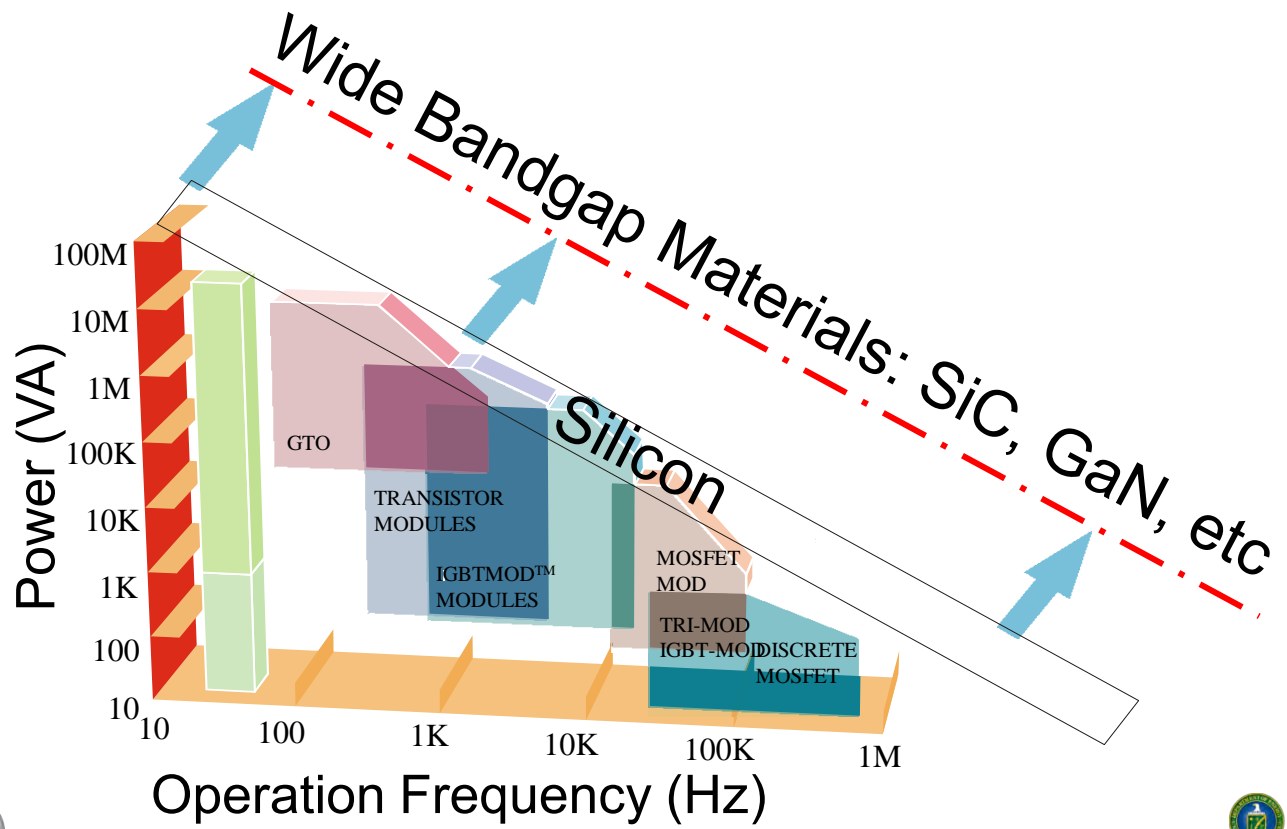 Wide Bandgap Materials: SiC, GaN, etc
Silicon
Power (VA)
100M
10M
1M
100K
10K
1K
100
10
GTO
TRANSISTOR
MODULES
IGBTMOD™
MODULES
MOSFET
MOD
TRI-MOD
IGBT-MOD
DISCRETE
MOSFET
10
100
1K
10K
100K
1M
Operation Frequency (Hz)